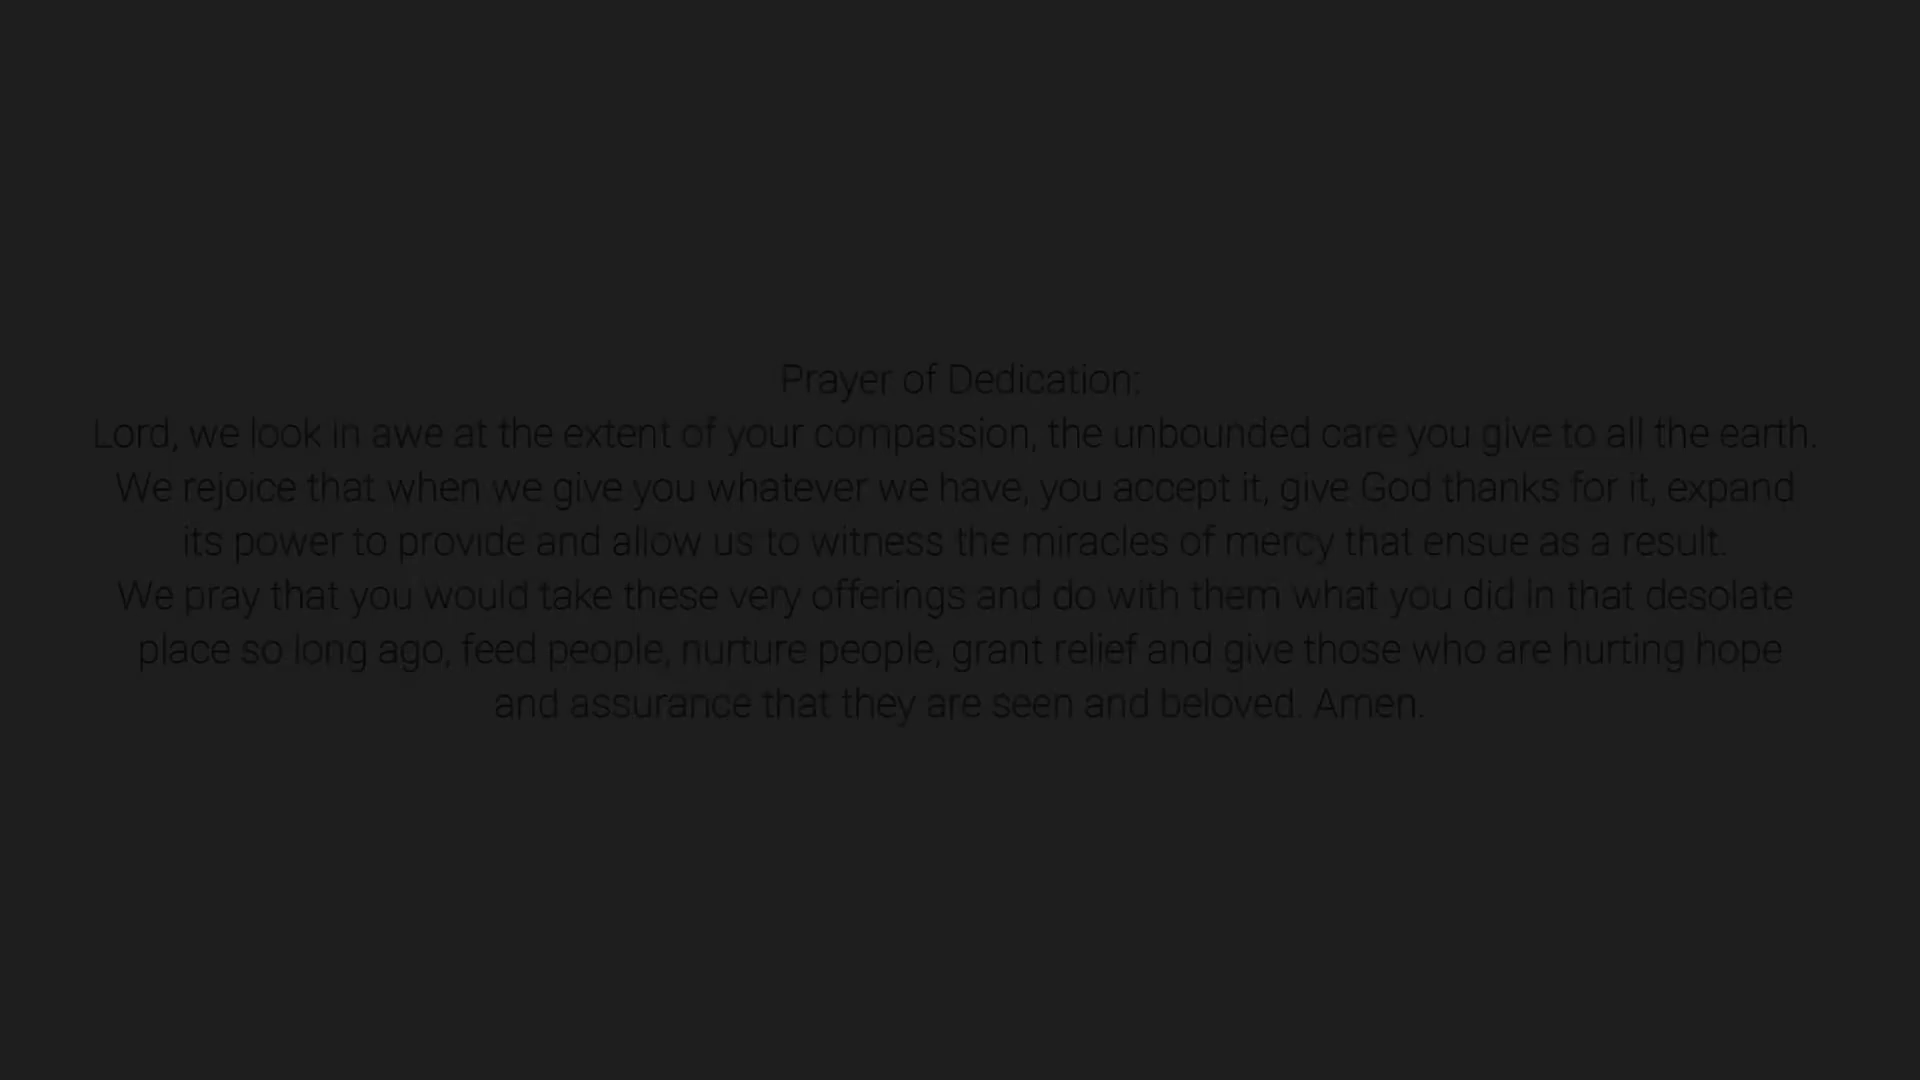 Prayer of Dedication:
Lord, we look in awe at the extent of your compassion, the unbounded care you give to all the earth.
We rejoice that when we give you whatever we have, you accept it, give God thanks for it, expand
its power to provide and allow us to witness the miracles of mercy that ensue as a result.
We pray that you would take these very offerings and do with them what you did in that desolate
place so long ago, feed people, nurture people, grant relief and give those who are hurting hope
and assurance that they are seen and beloved. Amen.